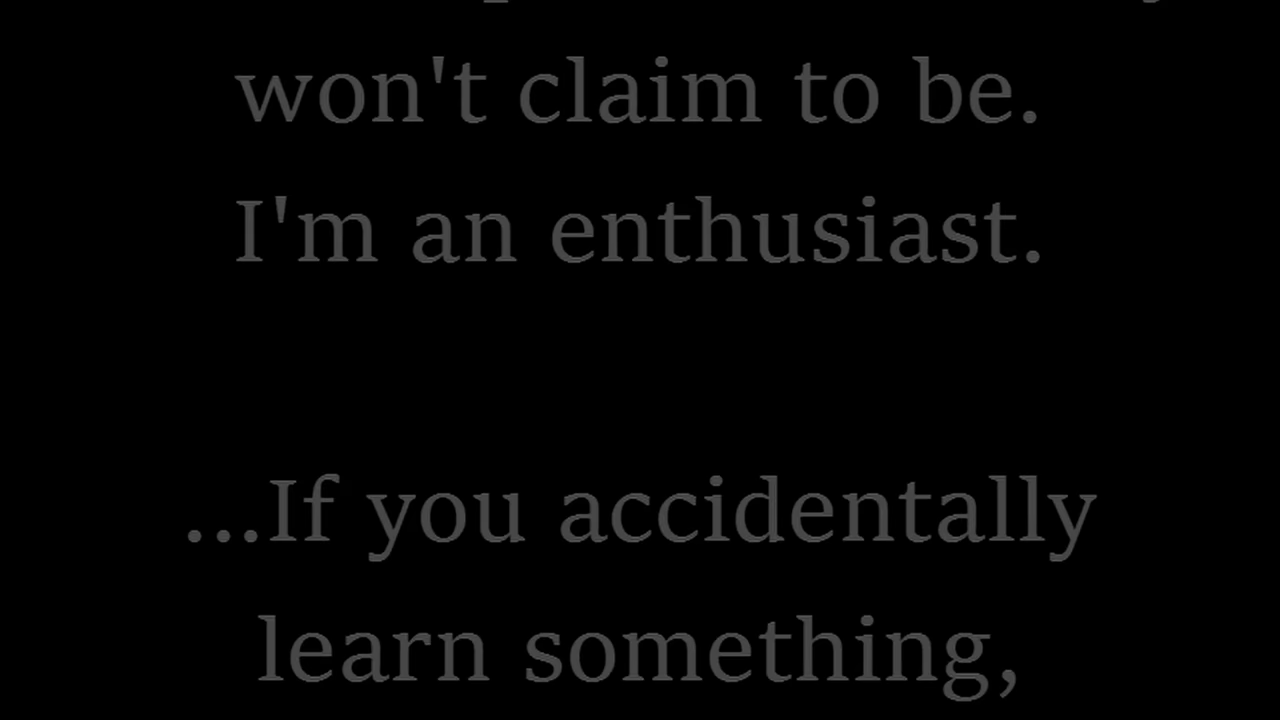 won't claim to be.
I'm an enthusiast.
...If you accidentally
learn something,